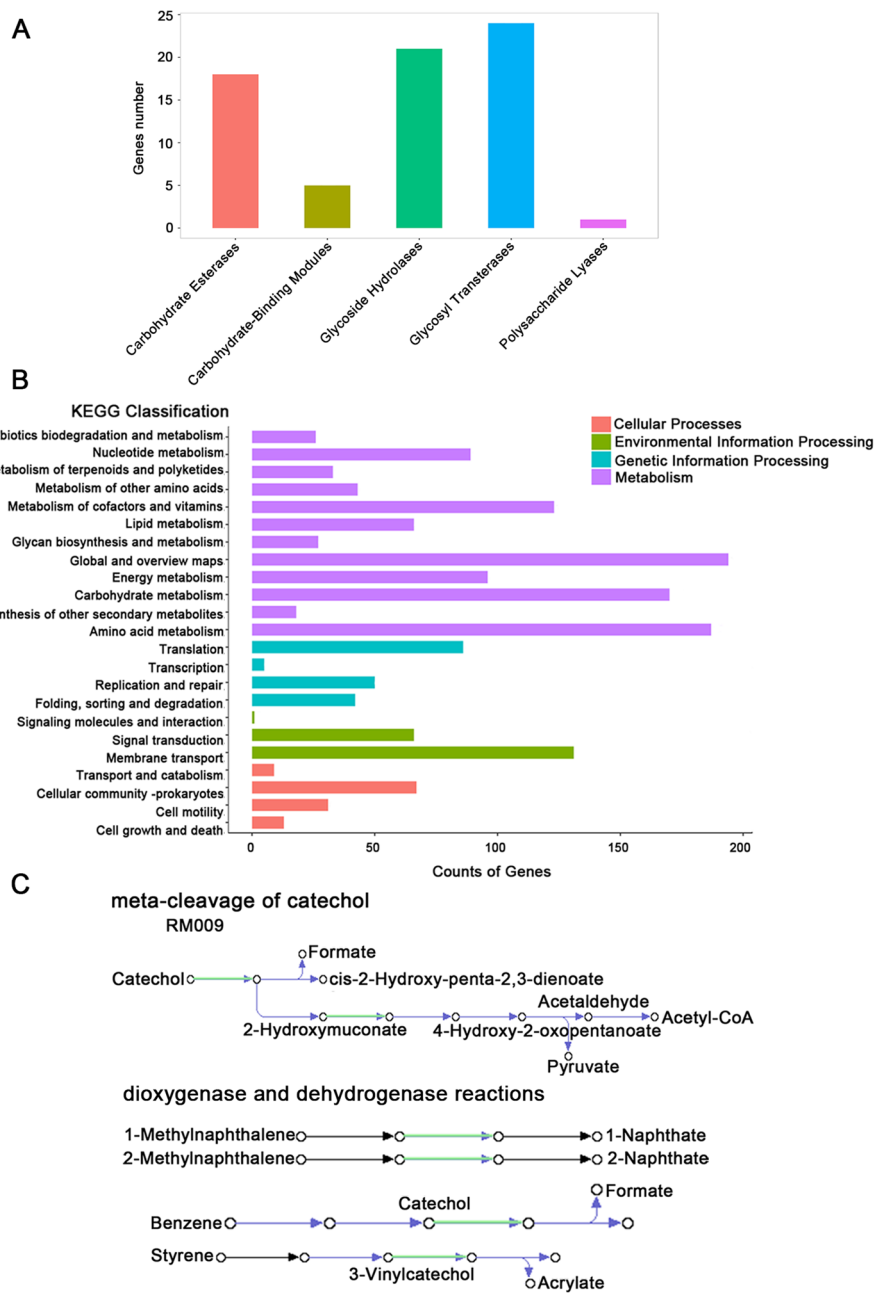 A
Genes number
25
20
15
10
5
0
Carbohydrate Esterases
Carbohydrate-Binding Modules
Glycoside Hydrolases
Glycosyl Transterases
Polysaccharide Lyases
B
KEGG Classification
biotics biodegradation and metabolism
Nucleotide metabolism
tabolism of terpenoids and polyketides
Metabolism of other amino acids
Metabolism of cofactors and vitamins
Lipid metabolism
Glycan biosynthesis and metabolism
Global and overview maps
Energy metabolism
Carbohydrate metabolism
nthesis of other secondary metabolites
Amino acid metabolism
Translation
Transcription
Replication and repair
Folding, sorting and degradation
Signaling molecules and interaction
Signal transduction
Membrane transport
Transport and catabolism
Cellular community -prokaryotes
Cell motility
Cell growth and death
Cellular Processes
Environmental Information Processing
Genetic Information Processing
Metabolism
0 50 100 150 200
Counts of Genes
C
meta-cleavage of catechol
RM009
Formate
Catechol cis-2-Hydroxy-penta-2,3-dienoate
Acetaldehyde
Acetyl-CoA
2-Hydroxymuconate 4-Hydroxy-2-oxopentanoate
Pyruvate
dioxygenase and dehydrogenase reactions
1-Methylnaphthalene 1-Naphthate
2-Methylnaphthalene 2-Naphthate
Formate
Catechol
Benzene
Styrene
3-Vinylcatechol
Acrylate